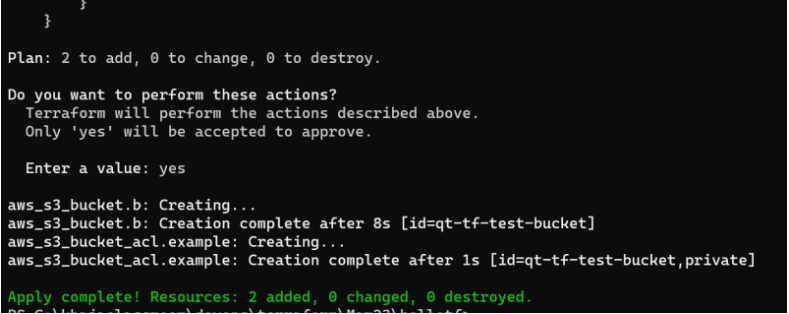 }
}
Plan: 2 to add, 0 to change, 0 to destroy.
Do you want to perform these actions?
Terraform will perform the actions described above.
Only 'yes' will be accepted to approve.
Enter a value: yes
aws_s3_bucket.b: Creating...
aws_s3_bucket.b: Creation complete after 8s [id=qt-tf-test-bucket]
aws_s3_bucket_acl.example: Creating...
aws_s3_bucket_acl.example: Creation complete after 1s [id=qt-tf-test-bucket,private]
Apply complete! Resources: 2 added, 0 changed, 0 destroyed.